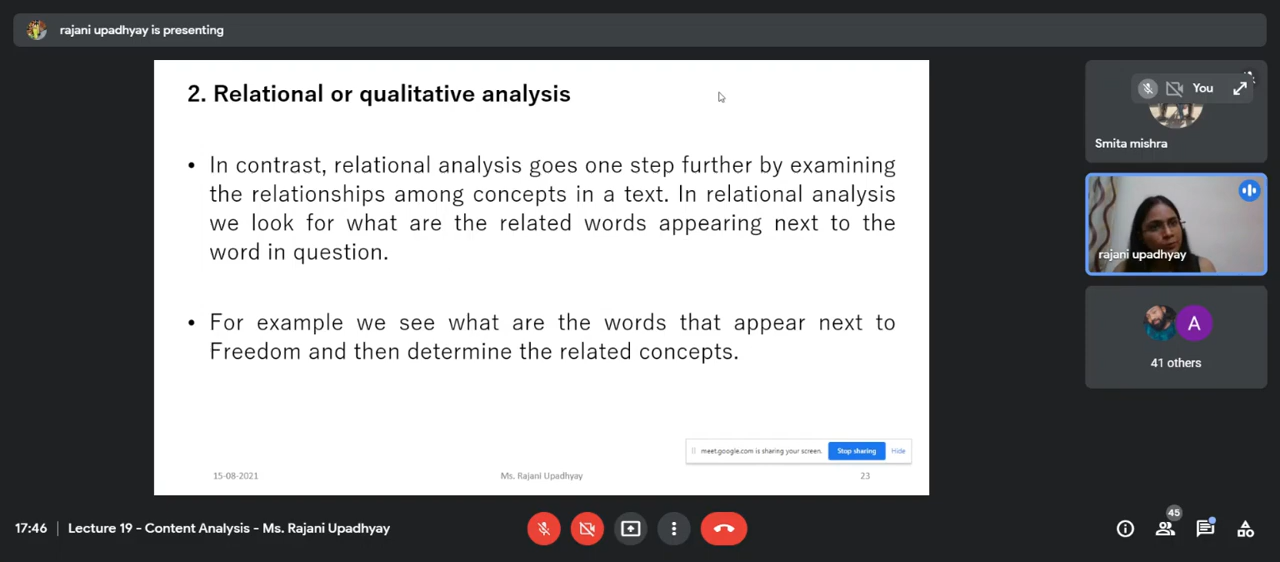 rajani upadhyay is presenting
2. Relational or qualitative analysis
• In contrast, relational analysis goes one step further by examining
the relationships among concepts in a text. In relational analysis
we look for what are the related words appearing next to the
word in question.
• For example we see what are the words that appear next to
Freedom and then determine the related concepts.
meet.google.com is sharing your screen.
Stop sharing
Hide
15-08-2021
Ms. Rajani Upadhyay
23
You
Smita mishra
rajani upadhyay
A
41 others
17:46 | Lecture 19 - Content Analysis - Ms. Rajani Upadhyay
45